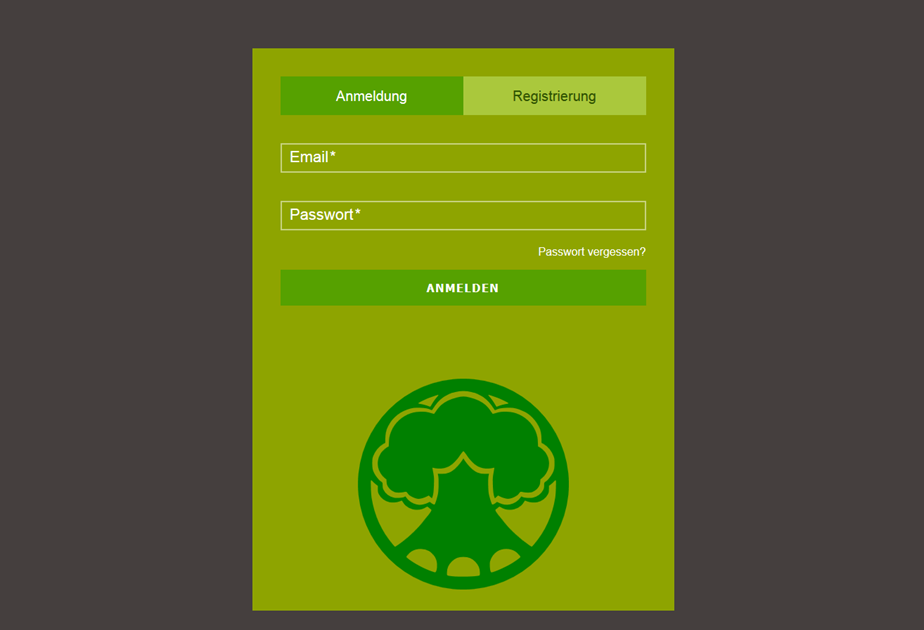 Anmeldung Registrierung
Email*
Passwort*
Passwort vergessen?
ANMELDEN